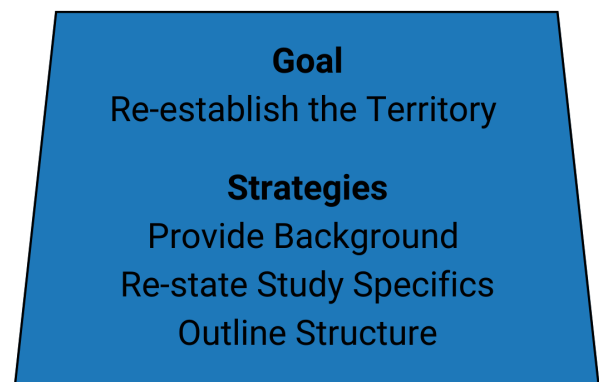 Goal
Re-establish the Territory
Strategies
Provide Background
Re-state Study Specifics
Outline Structure